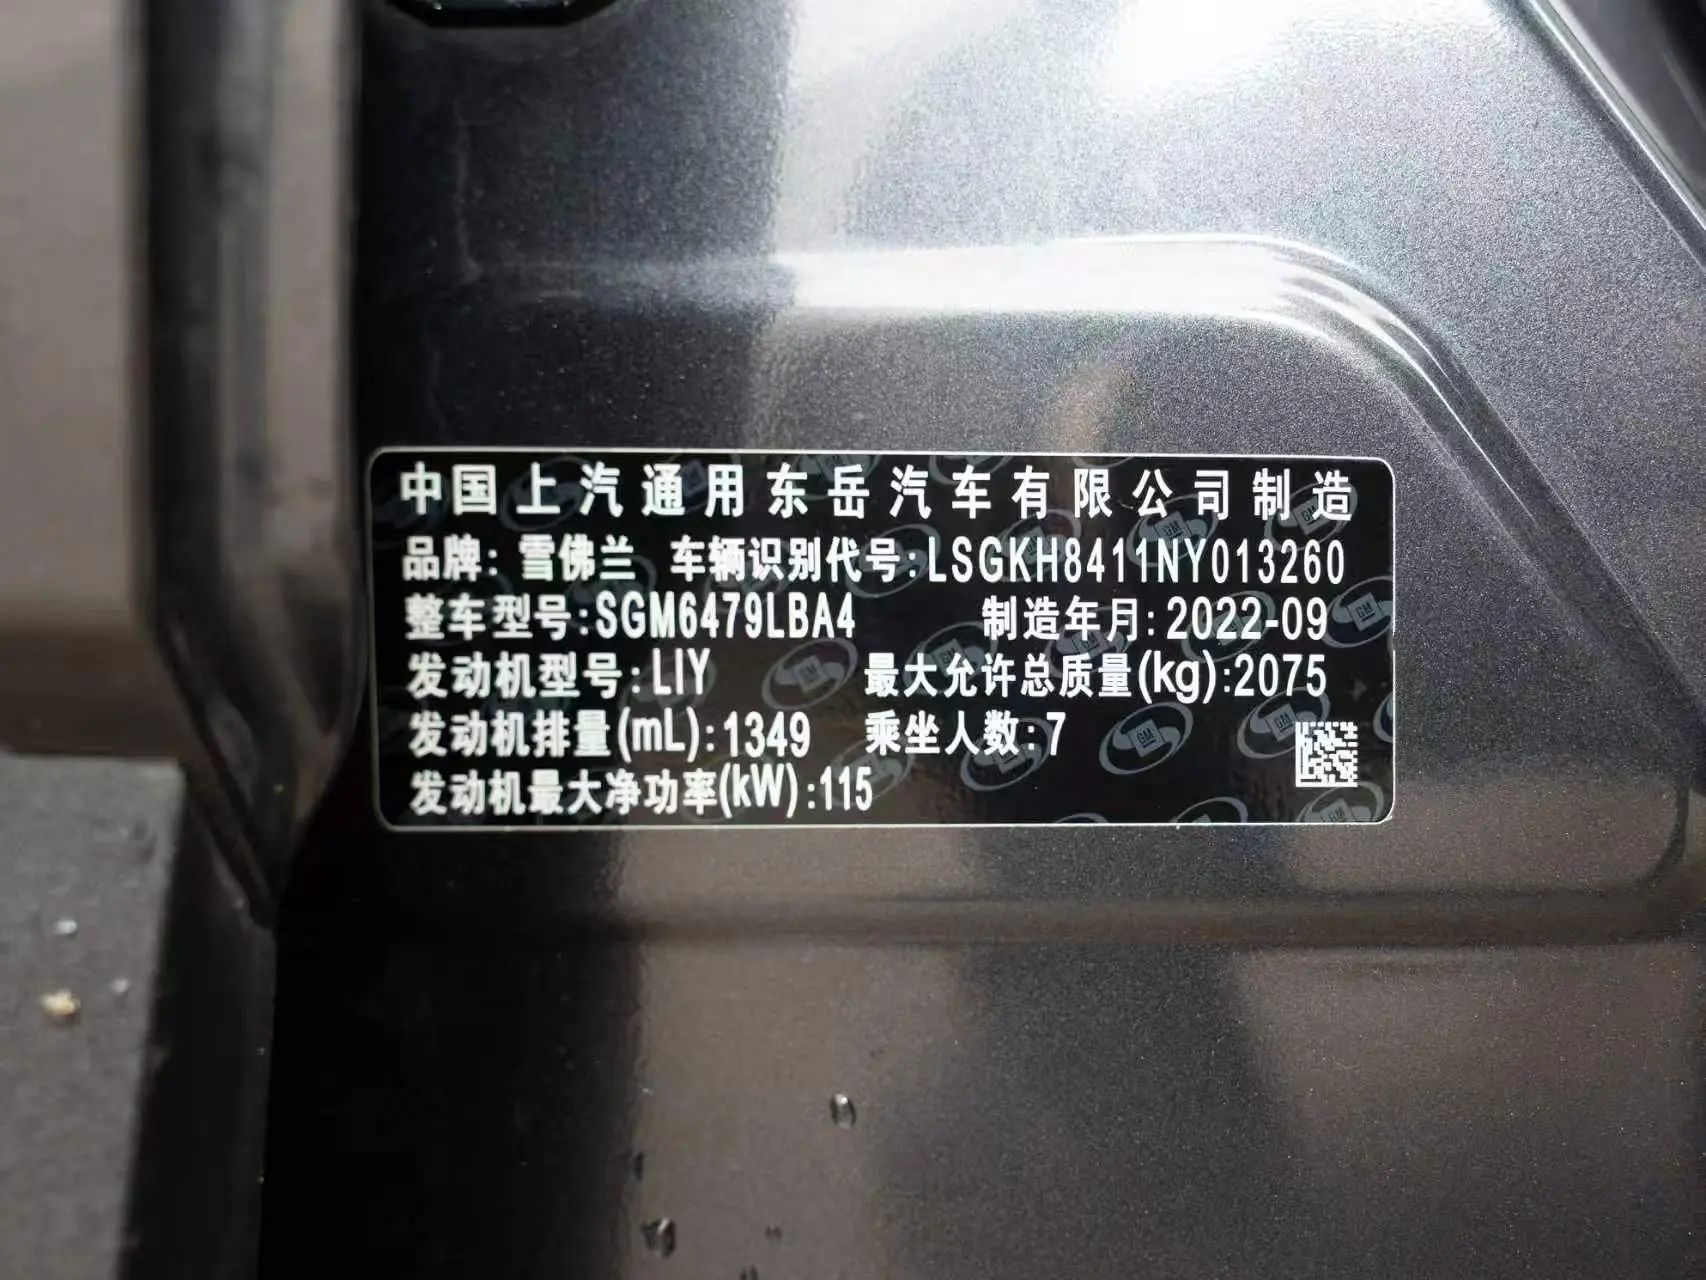 中国上汽通用东岳汽车有限公司制造
品牌: 雪佛兰 车辆识别代号:LSGKH8411NY013260
整车型号:SGM6479LBA4 制造年月:2022-09
发动机型号:LIY 最大允许总质量(kg):2075
发动机排量(mL):1349 乘坐人数:7
发动机最大净功率(kW):115